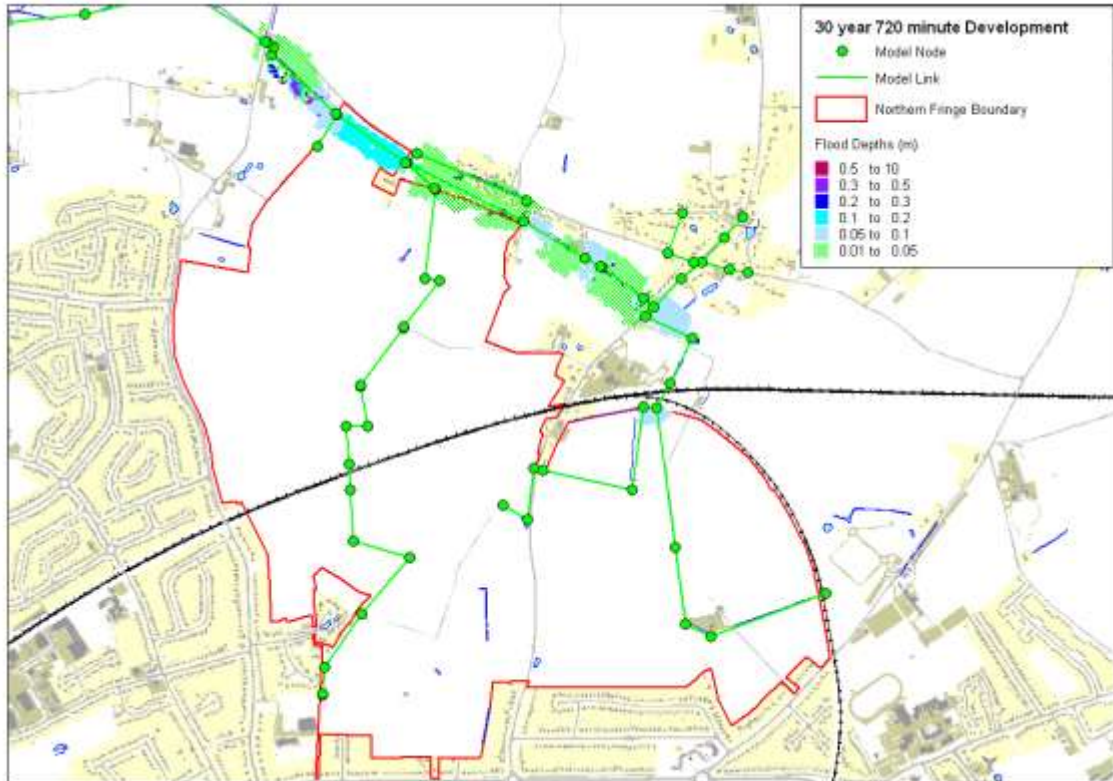 30 year 720 minute Development
Model Node
Model Link
Northern Fringe Boundary
Flood Depths (m)
0.5 to 10
0.3 to 0.5
0.2 to 0.3
0.1 to 0.2
0.05 to 0.1
0.01 to 0.05